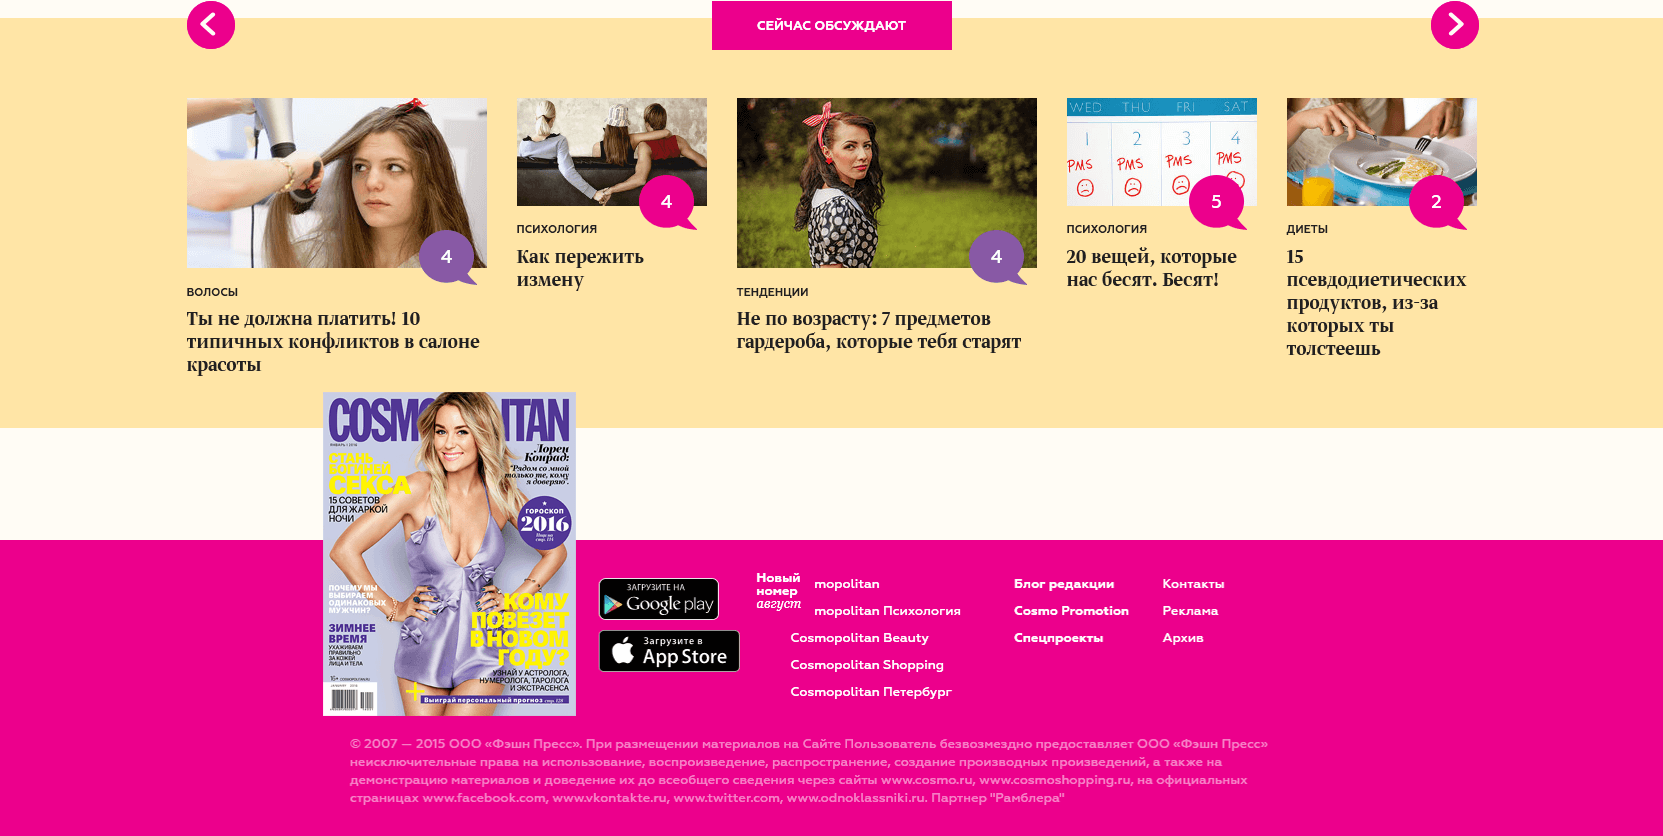 СЕЙЧАС ОБСУЖДАЮТ
4
ВОЛОСЫ
Ты не должна платить! 10
типичных конфликтов в салоне
красоты
4
ПСИХОЛОГИЯ
Как пережить
измену
4
ТЕНДЕНЦИИ
Не по возрасту: 7 предметов
гардероба, которые тебя старят
WED THU FRI SAT
1 2 3 4
PMS PMS PMS PMS
5
ПСИХОЛОГИЯ
20 вещей, которые
нас бесят. Бесят!
2
ДИЕТЫ
15
псевдодиетических
продуктов, из-за
которых ты
толстеешь
COSMOPOLITAN
ЯНВАРЬ 2016
СТАНЬ
БОГИНЕЙ
СЕКСА
15 СОВЕТОВ
ДЛЯ ЖАРКОЙ
НОЧИ
Лорен
Конрад:
"Рядом со мной
только те, кому
я доверяю".
ГОРОСКОП
2016
ПОЧЕМУ МЫ
ВЫБИРАЕМ
ОДИНАКОВЫХ
МУЖЧИН?
ЗИМНЕЕ
ВРЕМЯ
УХАЖИВАЕМ
ПРАВИЛЬНО
ЗА КОЖЕЙ
ЛИЦА И ТЕЛА
16+
КОМУ
ПОВЕЗЕТ
В НОВОМ
ГОДУ?
УЗНАЙ У АСТРОЛОГА,
НУМЕРОЛОГА, ТАРОЛОГА
И ЭКСТРАСЕНСА
+ Выиграй персональный прогноз стр. 128
ЗАГРУЗИТЕ НА
Google play
Загрузите в
App Store
Новый
номер
август
mopolitan
mopolitan Психология
Cosmopolitan Beauty
Cosmopolitan Shopping
Cosmopolitan Петербург
Блог редакции
Cosmo Promotion
Спецпроекты
Контакты
Реклама
Архив
© 2007 — 2015 ООО «Фэшн Пресс». При размещении материалов на Сайте Пользователь безвозмездно предоставляет ООО «Фэшн Пресс»
неисключительные права на использование, воспроизведение, распространение, создание производных произведений, а также на
демонстрацию материалов и доведение их до всеобщего сведения через сайты www.cosmo.ru, www.cosmoshopping.ru, на официальных
страницах www.facebook.com, www.vkontakte.ru, www.twitter.com, www.odnoklassniki.ru. Партнер "Рамблера"